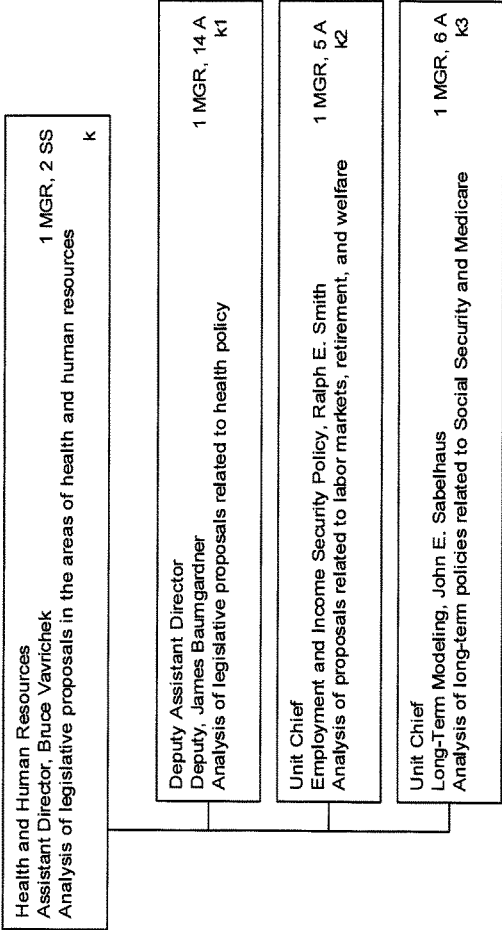 Health and Human Resources
Assistant Director, Bruce Vavrichek 1 MGR, 2 SS
Analysis of legislative proposals in the areas of health and human resources k
Deputy Assistant Director
Deputy, James Baumgardner 1 MGR, 14 A
Analysis of legislative proposals related to health policy k1
Unit Chief
Employment and Income Security Policy, Ralph E. Smith 1 MGR, 5 A
Analysis of proposals related to labor markets, retirement, and welfare k2
Unit Chief
Long-Term Modeling, John E. Sabelhaus 1 MGR, 6 A
Analysis of long-term policies related to Social Security and Medicare k3